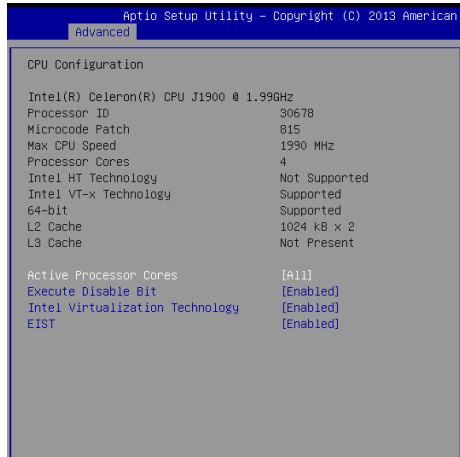 Aptio Setup Utility – Copyright (C) 2013 American
Advanced
CPU Configuration
Intel(R) Celeron(R) CPU J1900 @ 1.99GHz
Processor ID 30678
Microcode Patch 815
Max CPU Speed 1990 MHz
Processor Cores 4
Intel HT Technology Not Supported
Intel VT-x Technology Supported
64-bit Supported
L2 Cache 1024 kB x 2
L3 Cache Not Present
Active Processor Cores [All]
Execute Disable Bit [Enabled]
Intel Virtualization Technology [Enabled]
EIST [Enabled]